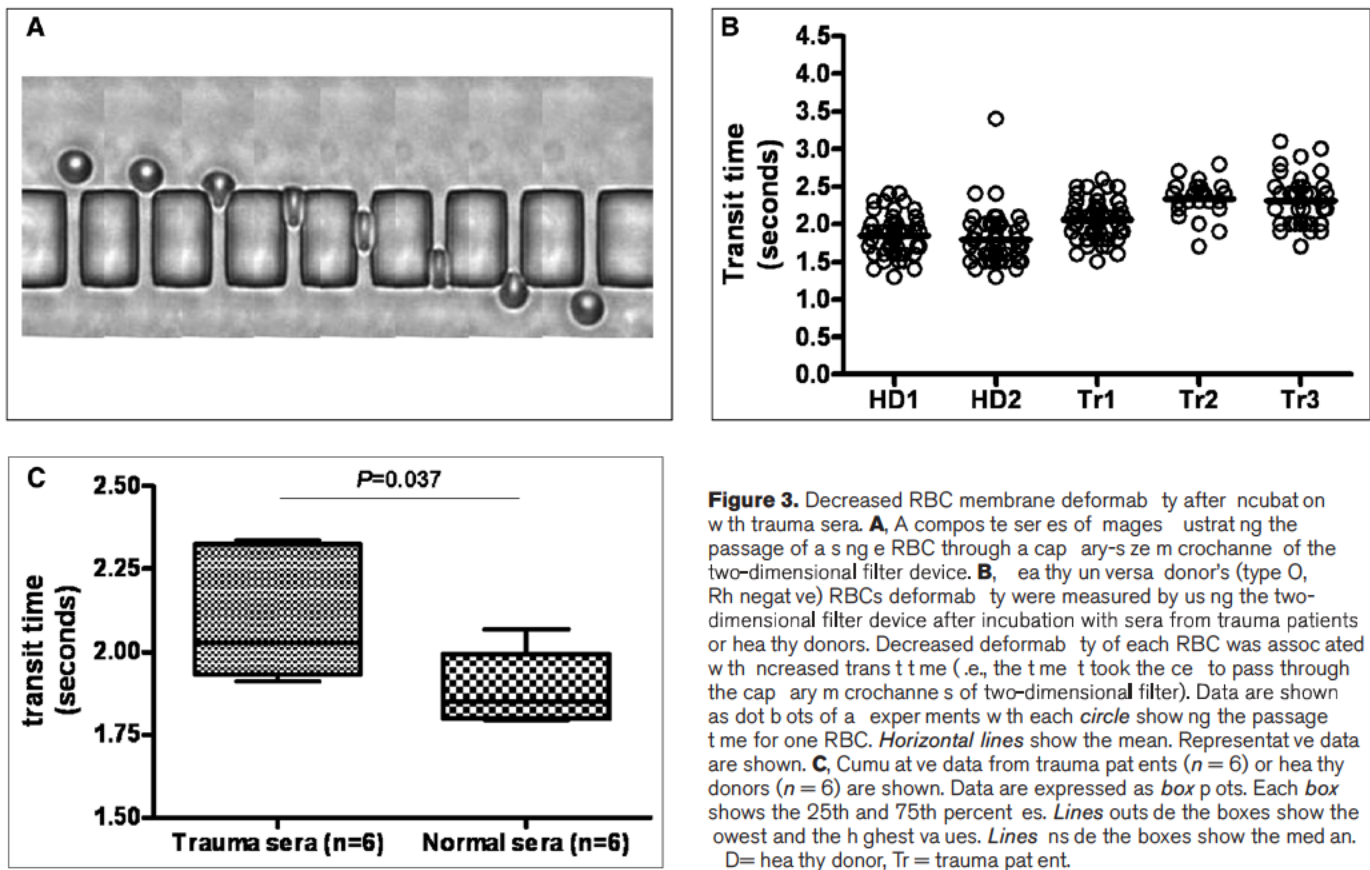 A
B
4.5
4.0
3.5
3.0
2.5
2.0
1.5
1.0
0.5
0.0
Transit time
(seconds)
HD1 HD2 Tr1 Tr2 Tr3
C
P=0.037
2.50
2.25
2.00
1.75
1.50
transit time
(seconds)
Trauma sera (n=6) Normal sera (n=6)
Figure 3. Decreased RBC membrane deformab ty after ncubat on
w th trauma sera. A, A compos te ser es of mages ustrat ng the
passage of a s ng e RBC through a cap ary-s ze m crochanne of the
two-dimensional filter device. B, ea thy un versa donor's (type O,
Rh negat ve) RBCs deformab ty were measured by us ng the two-
dimensional filter device after incubation with sera from trauma patients
or hea thy donors. Decreased deformab ty of each RBC was assoc ated
w th ncreased trans t t me ( .e., the t me t took the ce to pass through
the cap ary m crochanne s of two-dimensional filter). Data are shown
as dot b ots of a exper ments w th each circle show ng the passage
t me for one RBC. Horizontal lines show the mean. Representat ve data
are shown. C, Cumu at ve data from trauma pat ents (n = 6) or hea thy
donors (n = 6) are shown. Data are expressed as box p ots. Each box
shows the 25th and 75th percent es. Lines outs de the boxes show the
owest and the h ghest va ues. Lines ns de the boxes show the med an.
D= hea thy donor, Tr = trauma pat ent.